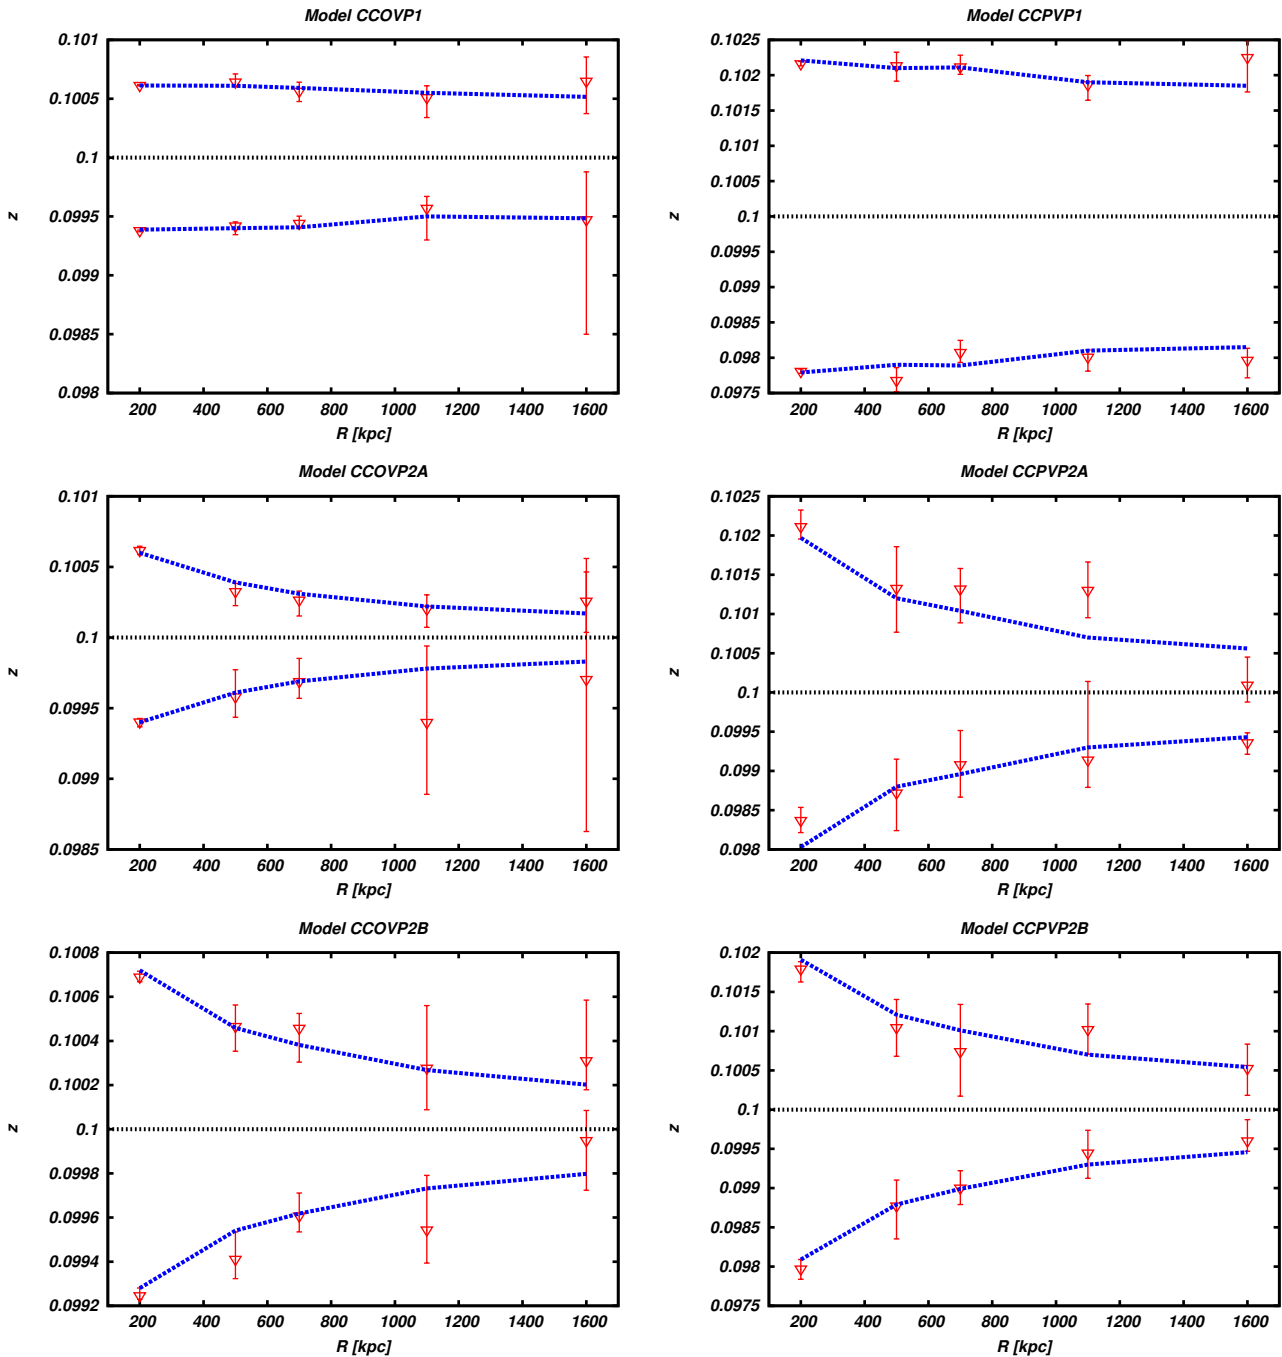 Model CCOVP1
0.101
0.1005
0.1
0.0995
0.099
0.0985
0.098
z
200 400 600 800 1000 1200 1400 1600
R [kpc]
Model CCPVP1
0.1025
0.102
0.1015
0.101
0.1005
0.1
0.0995
0.099
0.0985
0.098
0.0975
z
200 400 600 800 1000 1200 1400 1600
R [kpc]
Model CCOVP2A
0.101
0.1005
0.1
0.0995
0.099
0.0985
z
200 400 600 800 1000 1200 1400 1600
R [kpc]
Model CCPVP2A
0.1025
0.102
0.1015
0.101
0.1005
0.1
0.0995
0.099
0.0985
0.098
z
200 400 600 800 1000 1200 1400 1600
R [kpc]
Model CCOVP2B
0.1008
0.1006
0.1004
0.1002
0.1
0.0998
0.0996
0.0994
0.0992
z
200 400 600 800 1000 1200 1400 1600
R [kpc]
Model CCPVP2B
0.102
0.1015
0.101
0.1005
0.1
0.0995
0.099
0.0985
0.098
0.0975
z
200 400 600 800 1000 1200 1400 1600
R [kpc]